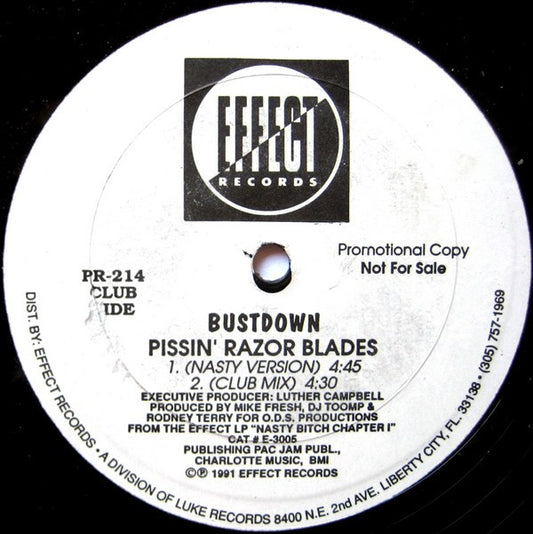 EFFECT
RECORDS
Promotional Copy
Not For Sale
PR-214
CLUB
IDE
BUSTDOWN
PISSIN' RAZOR BLADES
1. (NASTY VERSION) 4:45
2. (CLUB MIX) 4:30
EXECUTIVE PRODUCER: LUTHER CAMPBELL
PRODUCED BY MIKE FRESH, DJ TOOMP &
RODNEY TERRY FOR O.D.S. PRODUCTIONS
FROM THE EFFECT LP "NASTY BITCH CHAPTER I"
CAT # E-3005
PUBLISHING PAC JAM PUBL.,
CHARLOTTE MUSIC, BMI
©℗ 1991 EFFECT RECORDS
DIST. BY: EFFECT RECORDS • A DIVISION OF LUKE RECORDS 8400 N.E. 2nd AVE. LIBERTY CITY, FL. 33138 • (305) 757-1969